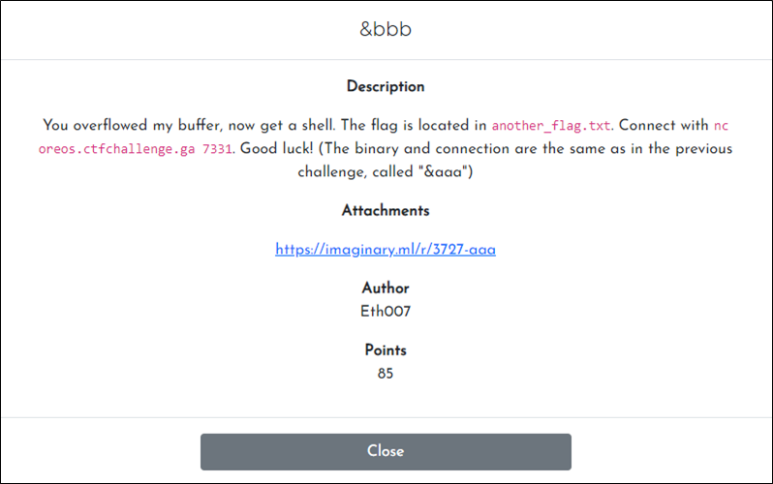 &bbb
Description
You overflowed my buffer, now get a shell. The flag is located in another_flag.txt. Connect with nc
oreos.ctfchallenge.ga 7331. Good luck! (The binary and connection are the same as in the previous
challenge, called "&aaa")
Attachments
https://imaginary.ml/r/3727-aaa
Author
Eth007
Points
85
Close